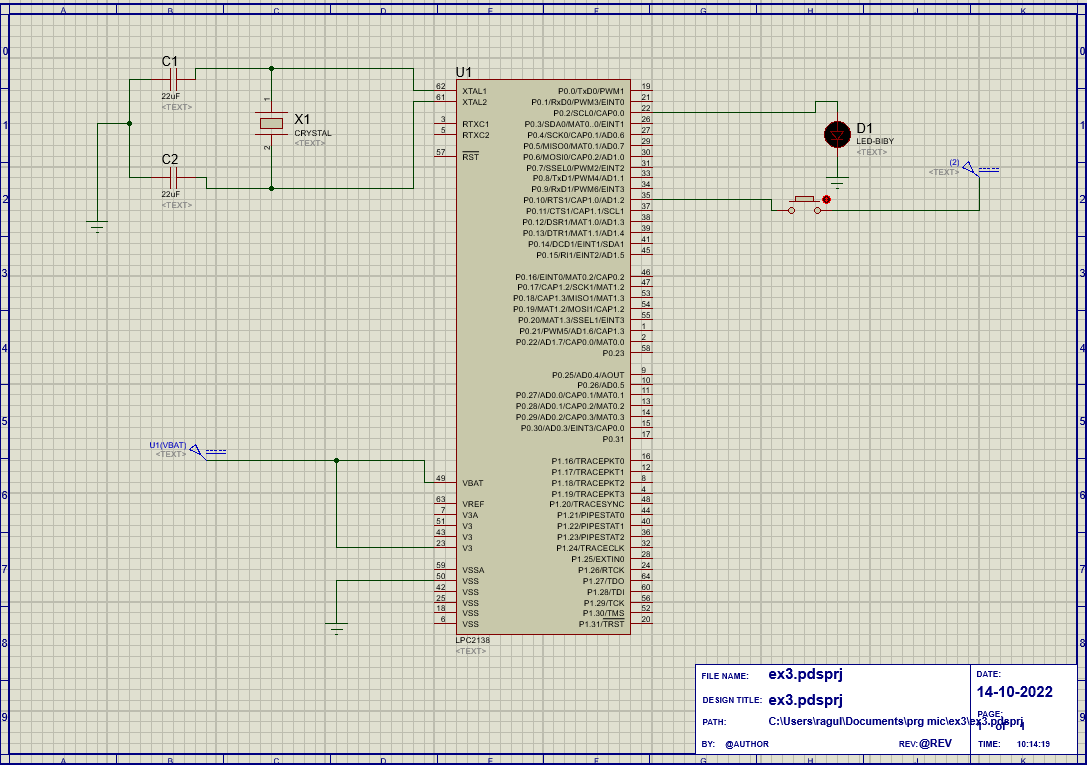 A B C D E F G H J K
0 0
1 1
2 2
3 3
4 4
5 5
6 6
7 7
8 8
9 9
C1
22uF
<TEXT>
C2
22uF
<TEXT>
1
X1
CRYSTAL
<TEXT>
2
U1
62 XTAL1
61 XTAL2
3 RTXC1
5 RTXC2
57 RST
49 VBAT
63 VREF
7 V3A
51 V3
43 V3
23 V3
59 VSSA
50 VSS
42 VSS
25 VSS
18 VSS
6 VSS
P0.0/TxD0/PWM1 19
P0.1/RxD0/PWM3/EINT0 21
P0.2/SCL0/CAP0.0 22
P0.3/SDA0/MAT0..0/EINT1 26
P0.4/SCK0/CAP0.1/AD0.6 27
P0.5/MISO0/MAT0.1/AD0.7 29
P0.6/MOSI0/CAP0.2/AD1.0 30
P0.7/SSEL0/PWM2/EINT2 31
P0.8/TxD1/PWM4/AD1.1 33
P0.9/RxD1/PWM6/EINT3 34
P0.10/RTS1/CAP1.0/AD1.2 35
P0.11/CTS1/CAP1.1/SCL1 37
P0.12/DSR1/MAT1.0/AD1.3 38
P0.13/DTR1/MAT1.1/AD1.4 39
P0.14/DCD1/EINT1/SDA1 41
P0.15/RI1/EINT2/AD1.5 45
P0.16/EINT0/MAT0.2/CAP0.2 46
P0.17/CAP1.2/SCK1/MAT1.2 47
P0.18/CAP1.3/MISO1/MAT1.3 53
P0.19/MAT1.2/MOSI1/CAP1.2 54
P0.20/MAT1.3/SSEL1/EINT3 55
P0.21/PWM5/AD1.6/CAP1.3 1
P0.22/AD1.7/CAP0.0/MAT0.0 2
P0.23 58
P0.25/AD0.4/AOUT 9
P0.26/AD0.5 10
P0.27/AD0.0/CAP0.1/MAT0.1 11
P0.28/AD0.1/CAP0.2/MAT0.2 13
P0.29/AD0.2/CAP0.3/MAT0.3 14
P0.30/AD0.3/EINT3/CAP0.0 15
P0.31 17
P1.16/TRACEPKT0 16
P1.17/TRACEPKT1 12
P1.18/TRACEPKT2 8
P1.19/TRACEPKT3 4
P1.20/TRACESYNC 48
P1.21/PIPESTAT0 44
P1.22/PIPESTAT1 40
P1.23/PIPESTAT2 36
P1.24/TRACECLK 32
P1.25/EXTIN0 28
P1.26/RTCK 24
P1.27/TDO 64
P1.28/TDI 60
P1.29/TCK 56
P1.30/TMS 52
P1.31/TRST 20
LPC2138
<TEXT>
D1
LED-BIBY
<TEXT>
(2)
<TEXT>
U1(VBAT)
<TEXT>
FILE NAME: ex3.pdsprj
DESIGN TITLE: ex3.pdsprj
PATH: C:\Users\ragul\Documents\prg mic\ex3\ex3.pdsprj
BY: @AUTHOR REV:@REV
DATE:
14-10-2022
PAGE:
1 of 1
TIME: 10:14:19
A B C D E F G H J K